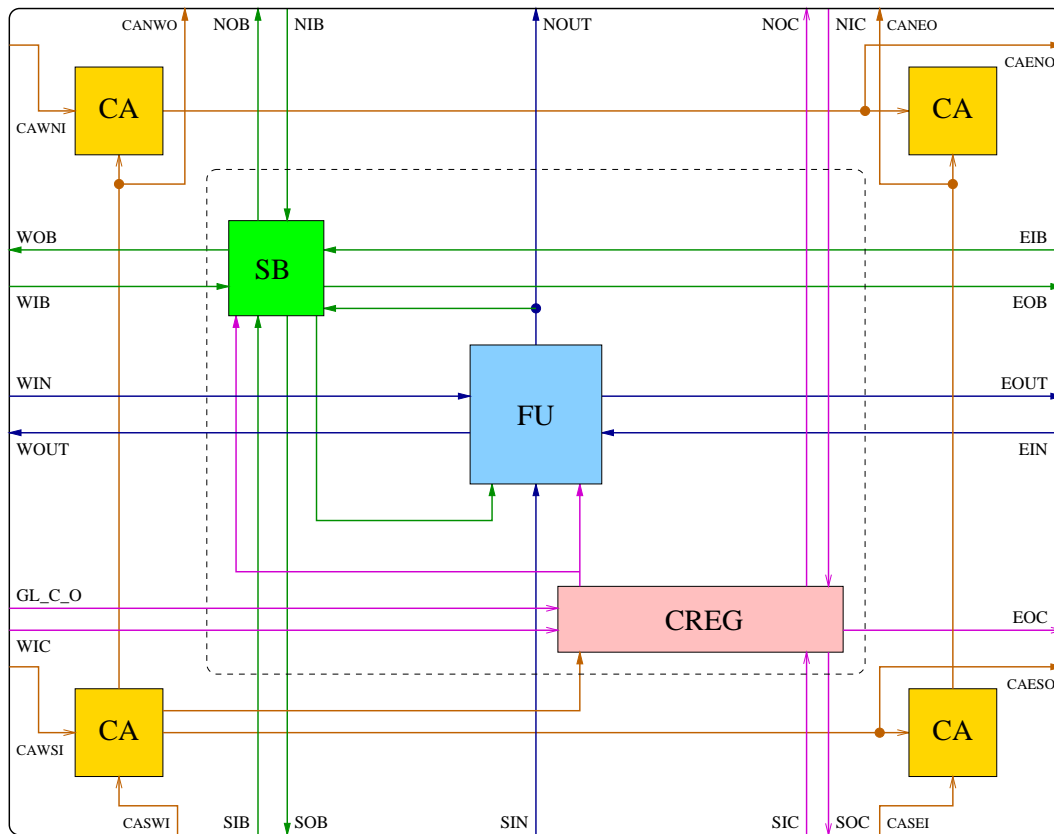 CANWO NOB NIB NOUT NOC NIC CANEO
CAENO
CA CA
CAWNI
WOB EIB
SB
WIB EOB
WIN EOUT
FU
WOUT EIN
GL_C_O
CREG EOC
WIC
CAESO
CA CA
CAWSI
CASWI SIB SOB SIN SIC SOC CASEI